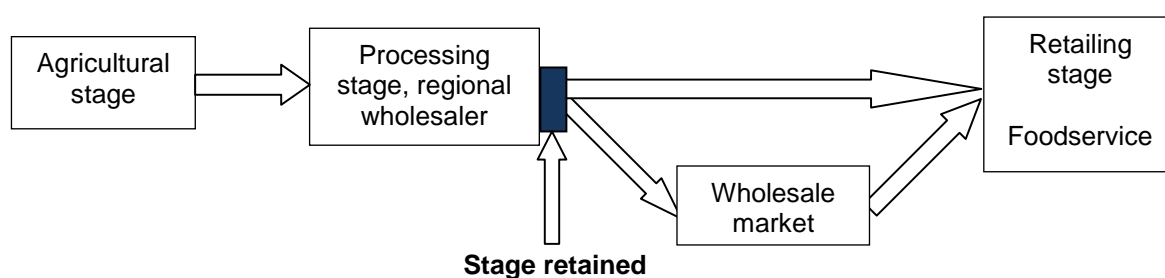 Agricultural
stage
Processing
stage, regional
wholesaler
Stage retained
Wholesale
market
Retailing
stage
Foodservice